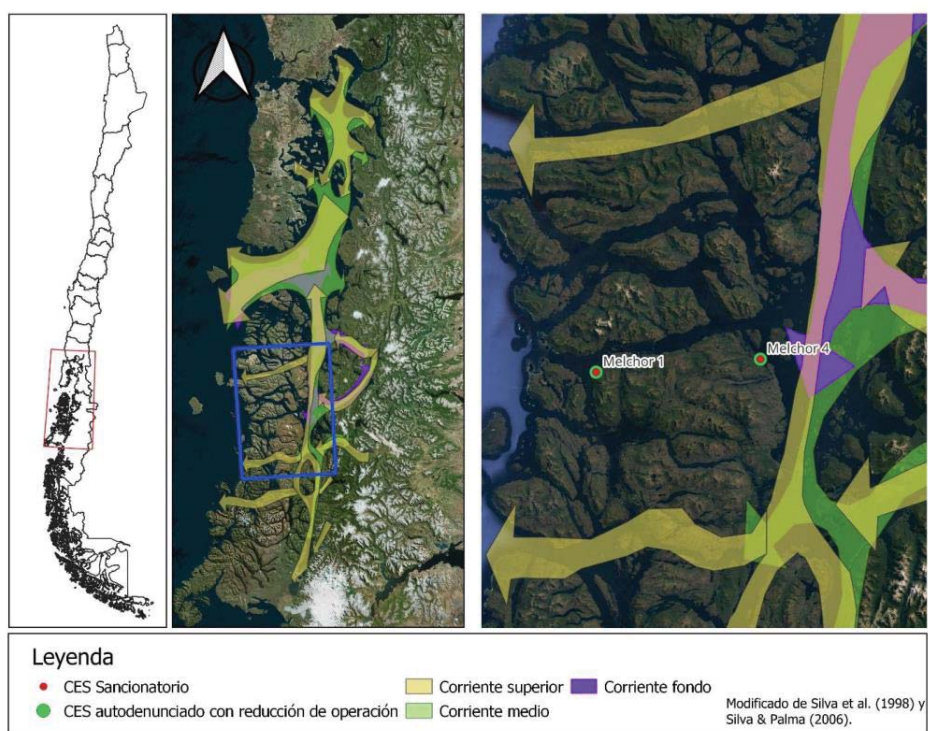 Melchor 1
Melchor 4
Leyenda
CES Sancionatorio
CES autodenunciado con reducción de operación
Corriente superior
Corriente medio
Corriente fondo
Modificado de Silva et al. (1998) y
Silva & Palma (2006).